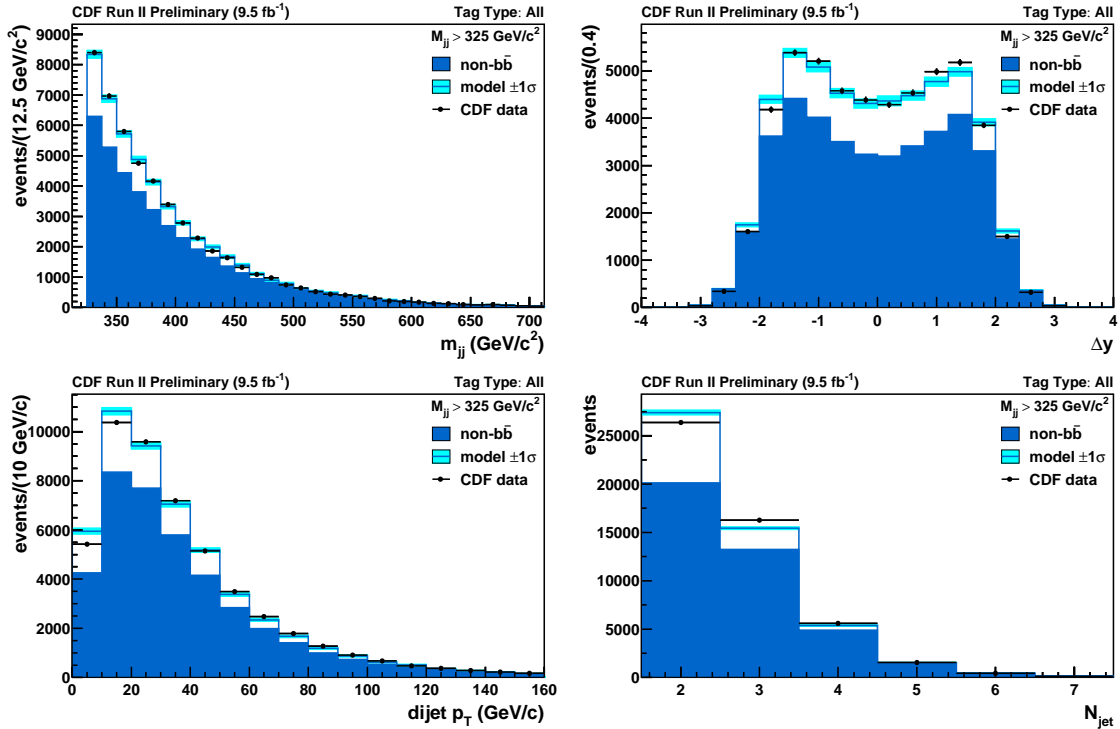 CDF Run II Preliminary (9.5 fb⁻¹) Tag Type: All
M_jj > 325 GeV/c²
non-bb̄
model ±1σ
CDF data
events/(12.5 GeV/c²)
9000
8000
7000
6000
5000
4000
3000
2000
1000
0
350 400 450 500 550 600 650 700
m_jj (GeV/c²)
CDF Run II Preliminary (9.5 fb⁻¹) Tag Type: All
M_jj > 325 GeV/c²
non-bb̄
model ±1σ
CDF data
events/(0.4)
5000
4000
3000
2000
1000
0
-4 -3 -2 -1 0 1 2 3 4
Δy
CDF Run II Preliminary (9.5 fb⁻¹) Tag Type: All
M_jj > 325 GeV/c²
non-bb̄
model ±1σ
CDF data
events/(10 GeV/c)
10000
8000
6000
4000
2000
0
0 20 40 60 80 100 120 140 160
dijet p_T (GeV/c)
CDF Run II Preliminary (9.5 fb⁻¹) Tag Type: All
M_jj > 325 GeV/c²
non-bb̄
model ±1σ
CDF data
events
25000
20000
15000
10000
5000
0
2 3 4 5 6 7
N_jet